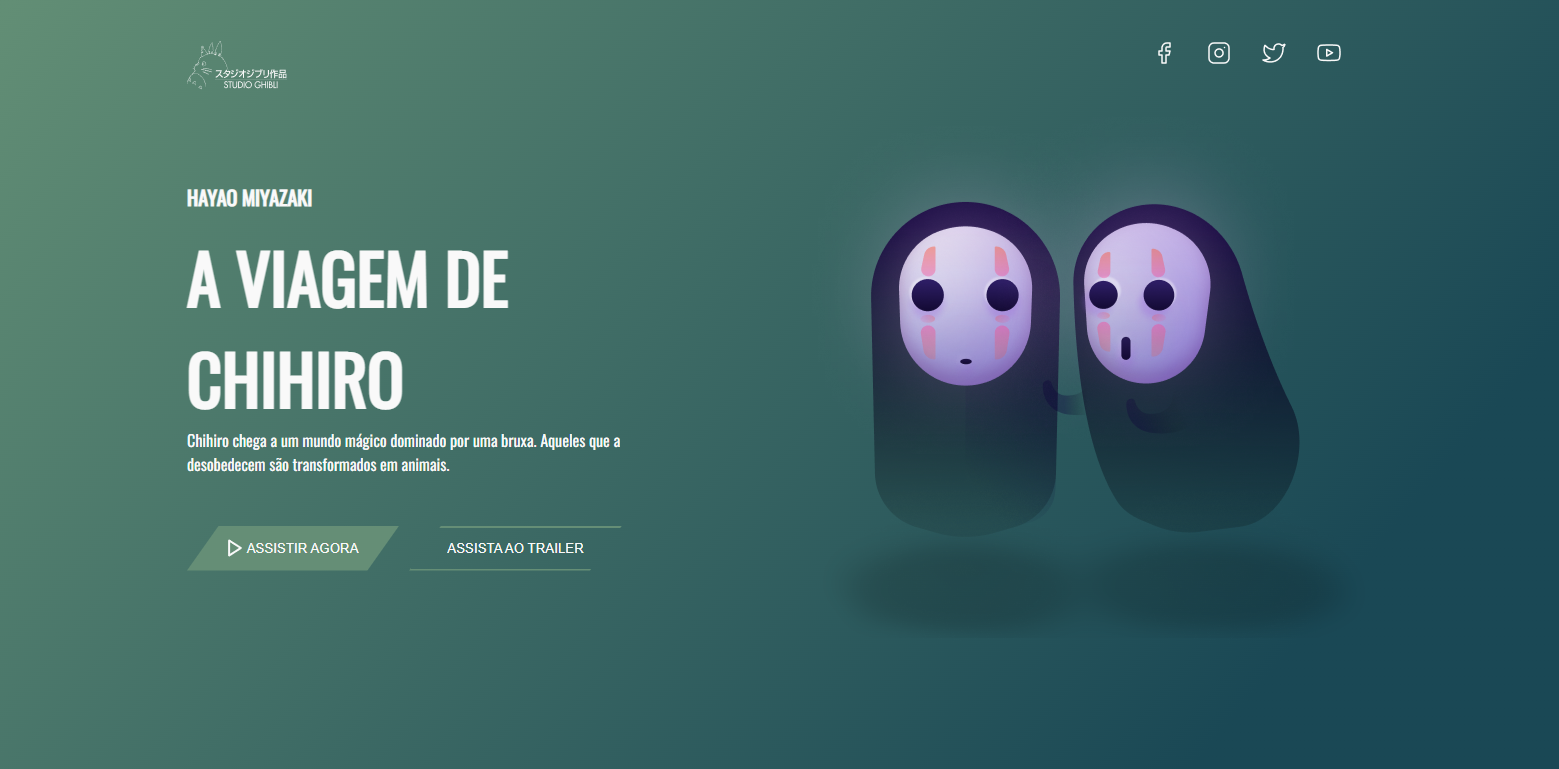 スタジオジブリ作品
STUDIO GHIBLI
HAYAO MIYAZAKI
A VIAGEM DE
CHIHIRO
Chihiro chega a um mundo mágico dominado por uma bruxa. Aqueles que a
desobedecem são transformados em animais.
ASSISTIR AGORA
ASSISTA AO TRAILER